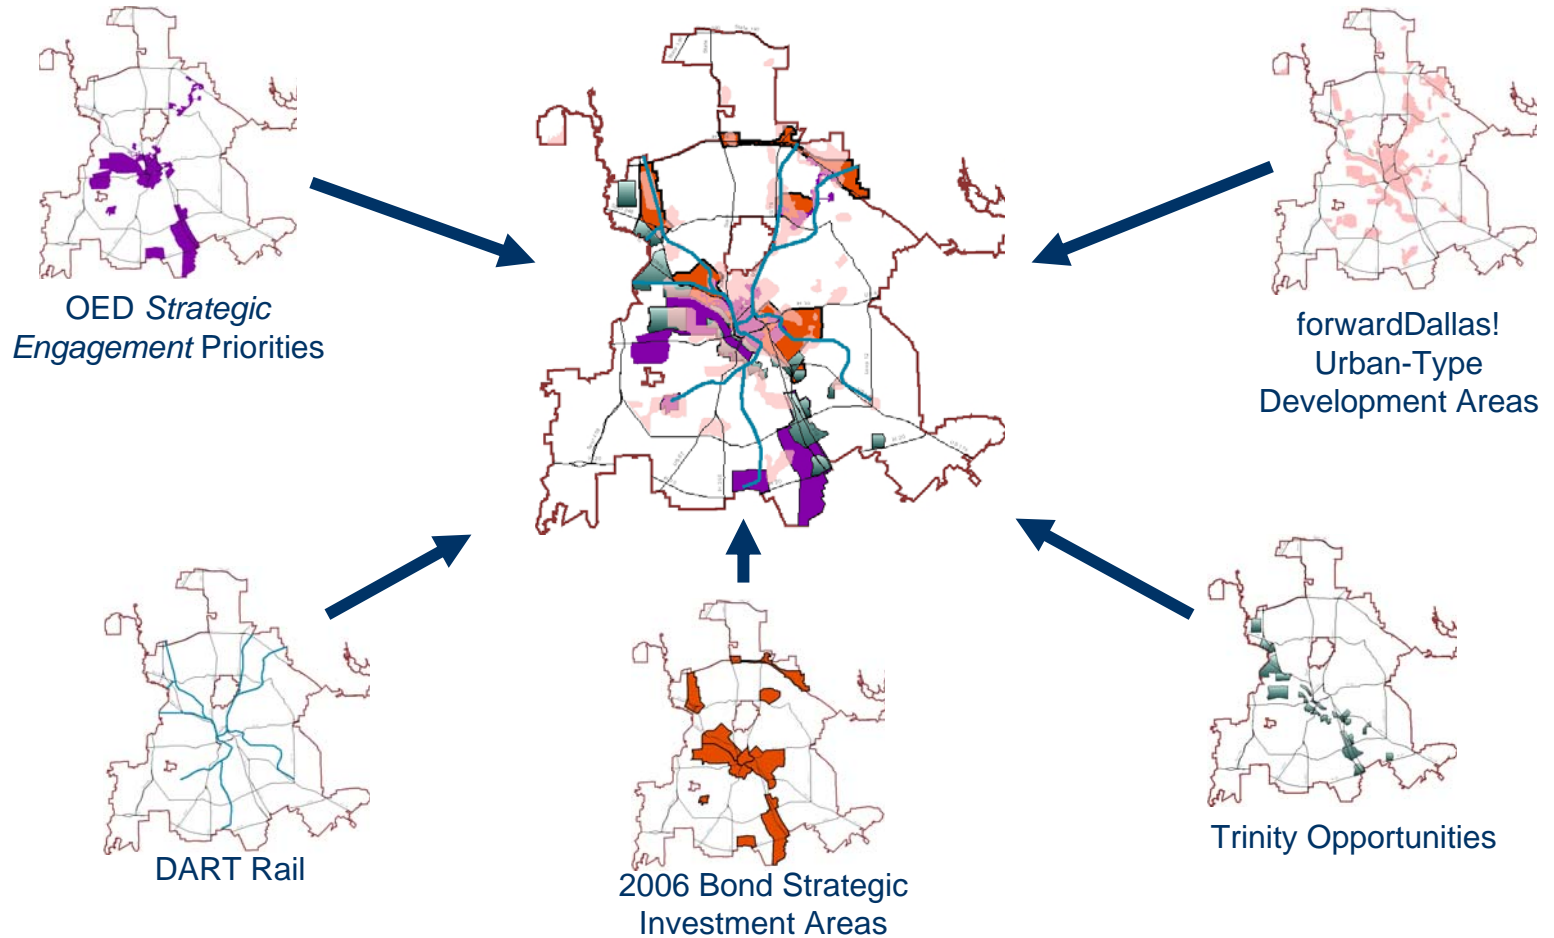 OED Strategic
Engagement Priorities
forwardDallas!
Urban-Type
Development Areas
DART Rail
2006 Bond Strategic
Investment Areas
Trinity Opportunities